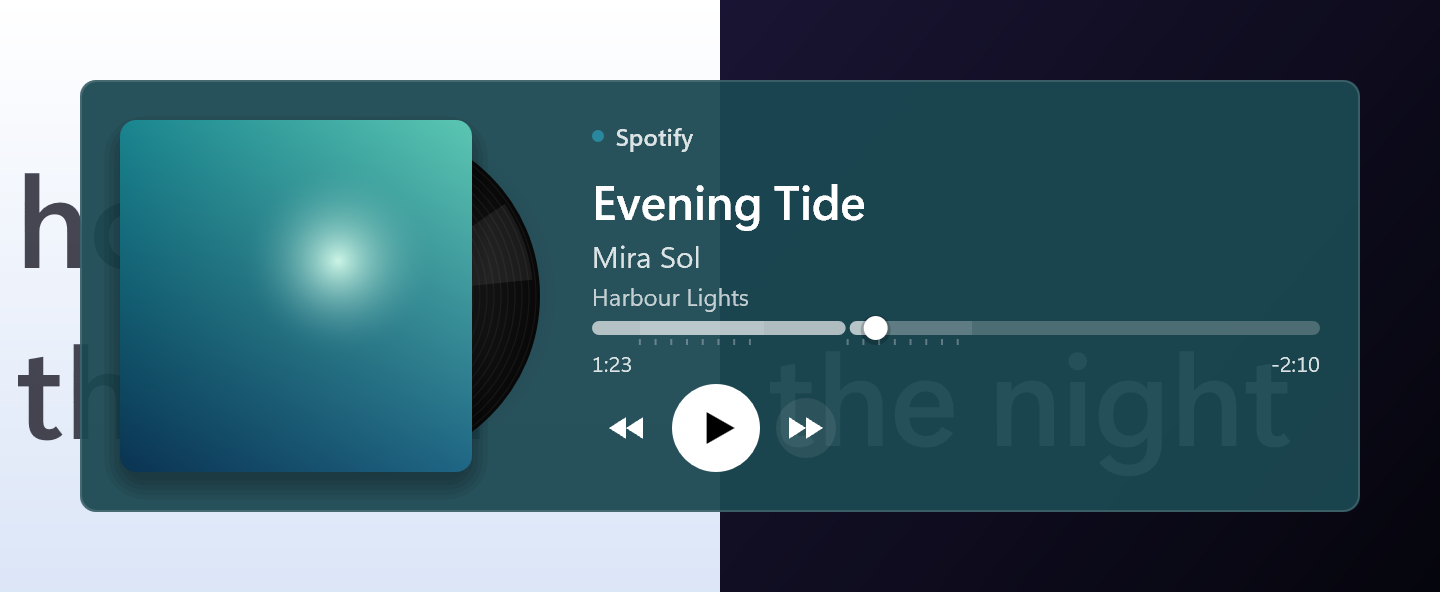 Spotify
Evening Tide
Mira Sol
Harbour Lights
1:23
-2:10
the night